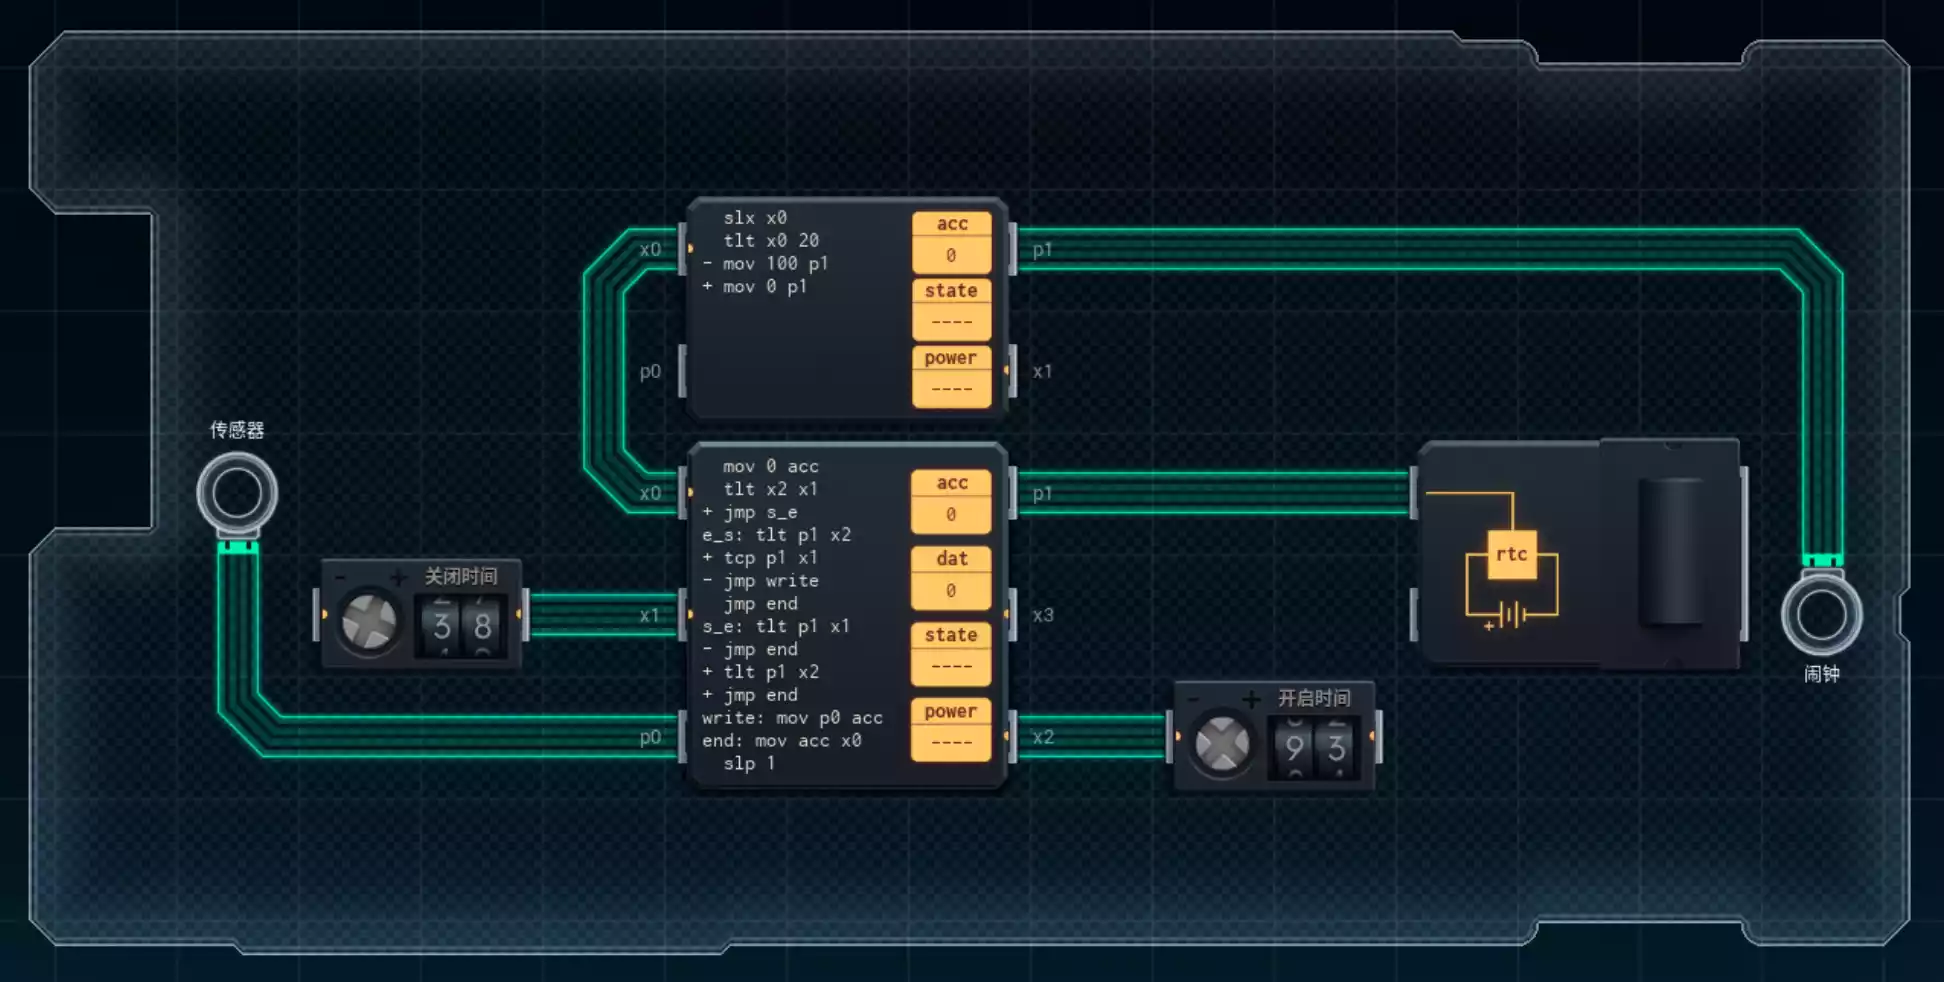 slx x0
tlt x0 20
- mov 100 p1
+ mov 0 p1
acc
0
state
----
power
----
x0
p0
p1
x1
传感器
mov 0 acc
tlt x2 x1
+ jmp s_e
e_s: tlt p1 x2
+ tcp p1 x1
- jmp write
jmp end
s_e: tlt p1 x1
- jmp end
+ tlt p1 x2
+ jmp end
write: mov p0 acc
end: mov acc x0
slp 1
acc
0
dat
0
state
----
power
----
x0
x1
p0
p1
x3
x2
- + 关闭时间
38
- + 开启时间
93
rtc
+
闹钟